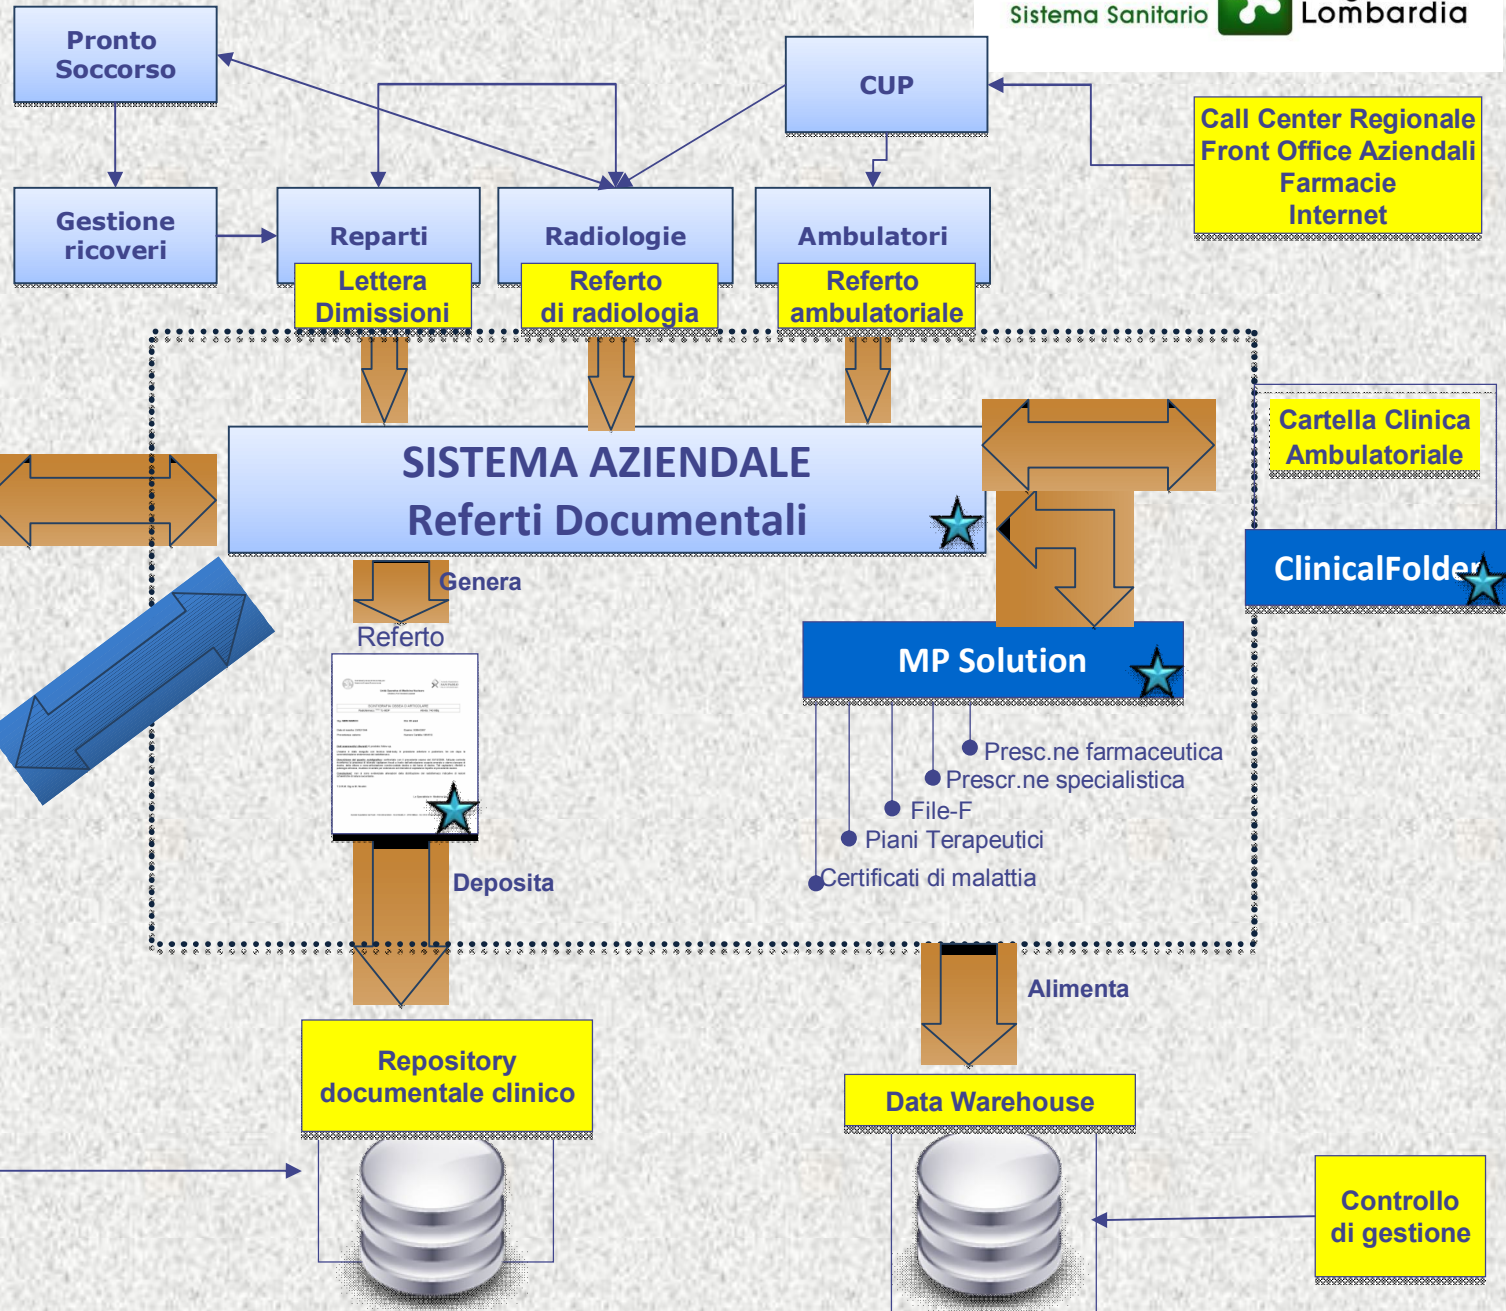 Sistema Sanitario
Lombardia
Pronto
Soccorso
CUP
Call Center Regionale
Front Office Aziendali
Farmacie
Internet
Gestione
ricoveri
Reparti
Radiologie
Ambulatori
Lettera
Dimissioni
Referto
di radiologia
Referto
ambulatoriale
Cartella Clinica
Ambulatoriale
SISTEMA AZIENDALE
Referti Documentali
ClinicalFolder
Genera
Referto
MP Solution
Presc.ne farmaceutica
Prescr.ne specialistica
File-F
Piani Terapeutici
Certificati di malattia
Deposita
Alimenta
Repository
documentale clinico
Data Warehouse
Controllo
di gestione